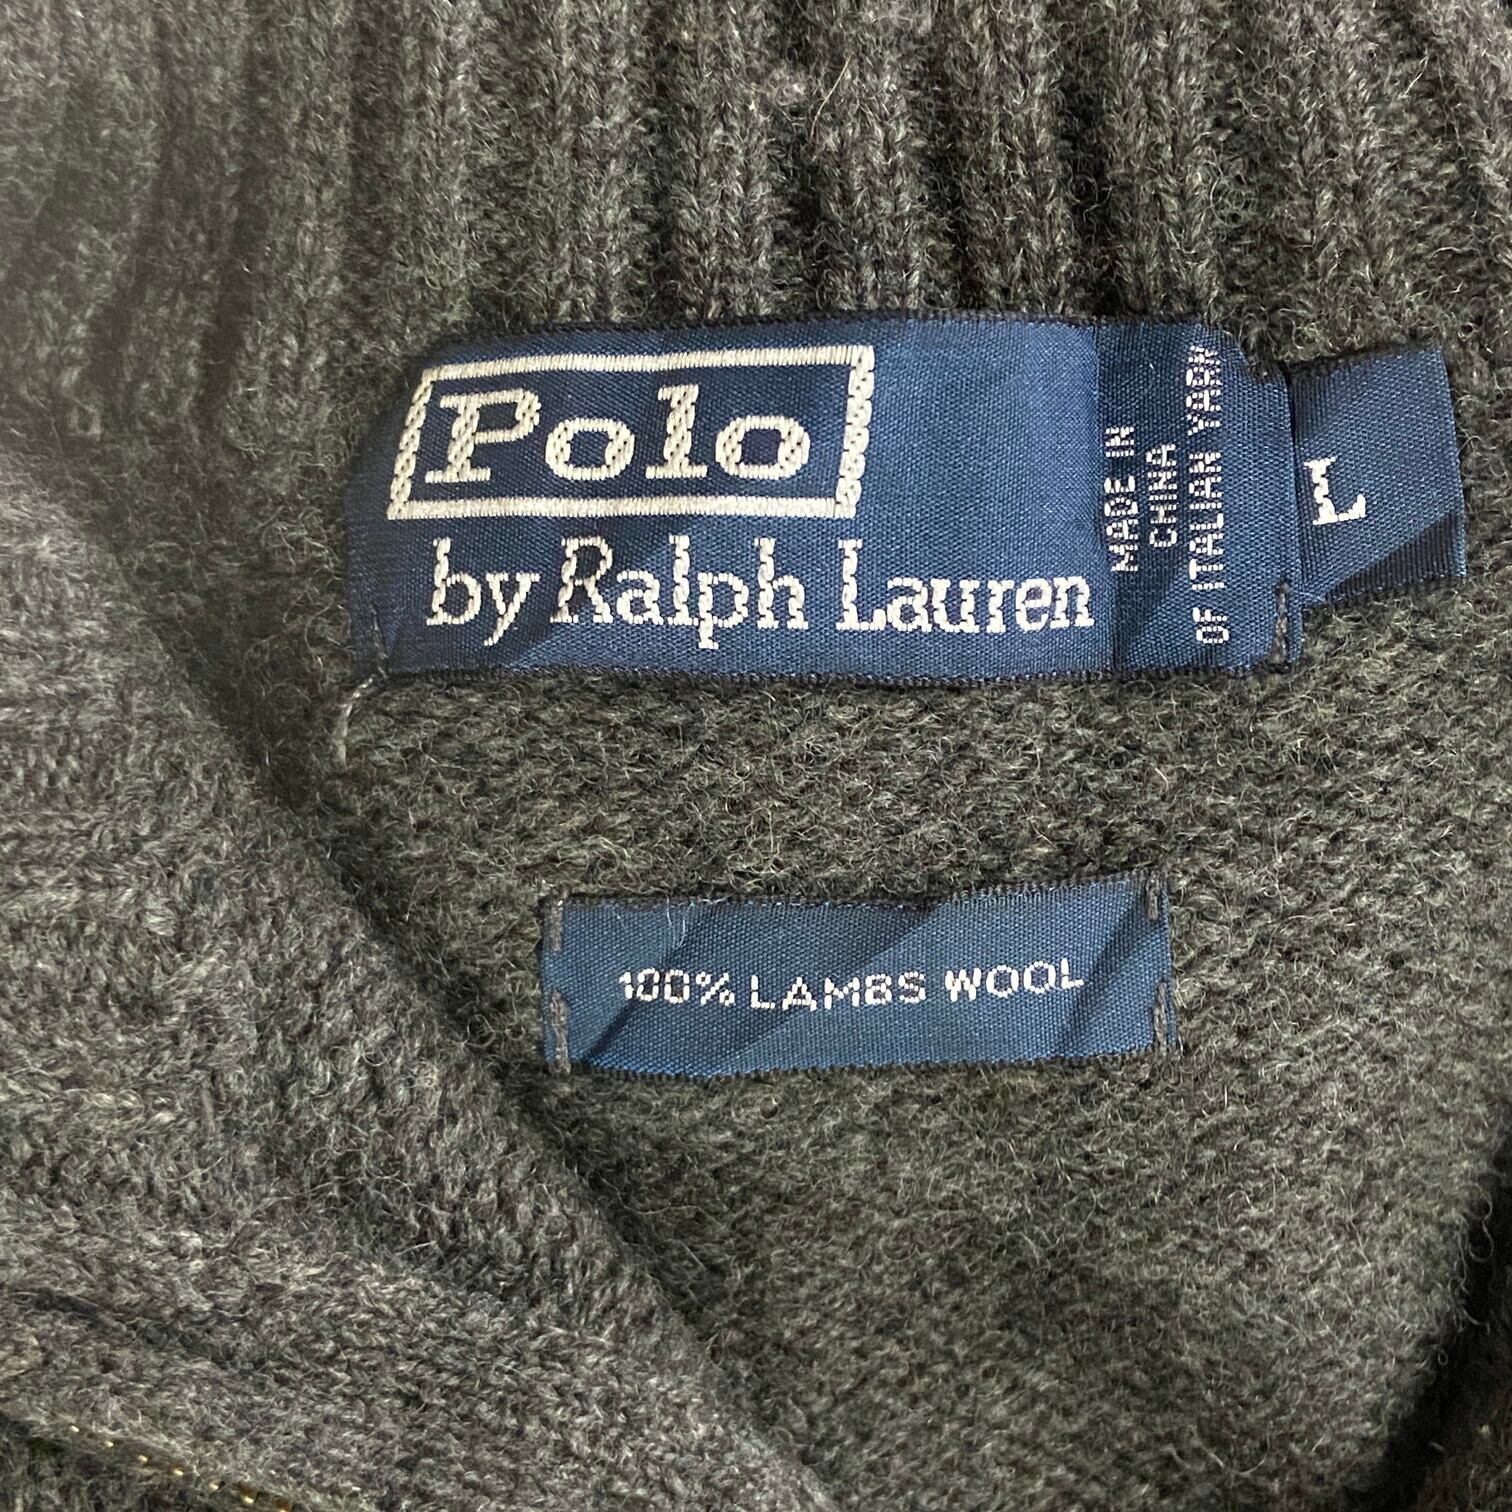 Polo
by Ralph Lauren
MADE IN
CHINA
OF ITALIAN YARN
L
100% LAMBS WOOL